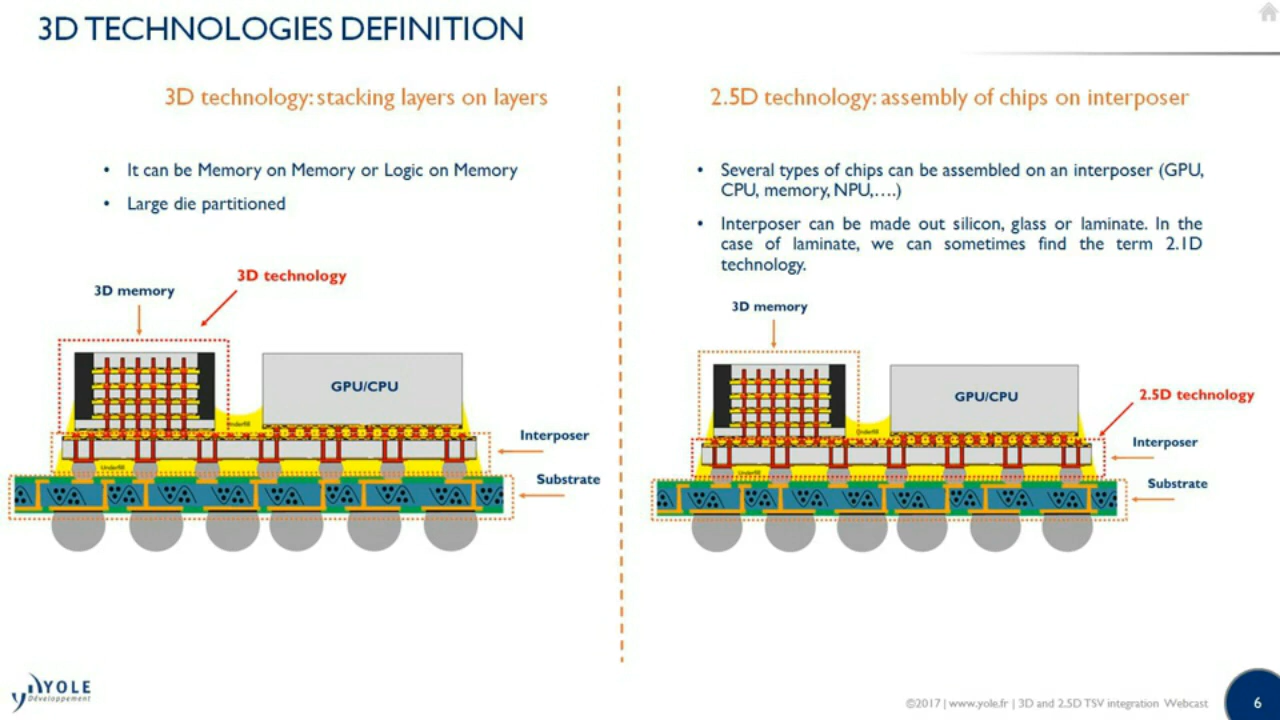 3D TECHNOLOGIES DEFINITION
3D technology: stacking layers on layers
• It can be Memory on Memory or Logic on Memory
• Large die partitioned
3D technology
3D memory
GPU/CPU
Underfill
Interposer
Underfill
Substrate
2.5D technology: assembly of chips on interposer
• Several types of chips can be assembled on an interposer (GPU,
CPU, memory, NPU,....)
• Interposer can be made out silicon, glass or laminate. In the
case of laminate, we can sometimes find the term 2.1D
technology.
3D memory
GPU/CPU
2.5D technology
Underfill
Interposer
Underfill
Substrate
YOLE
Développement
©2017 | www.yole.fr | 3D and 2.5D TSV integration Webcast
6